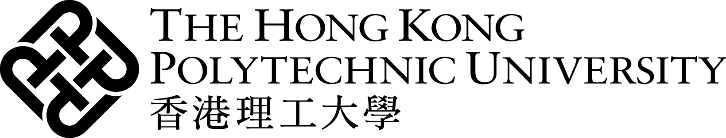 THE HONG KONG
POLYTECHNIC UNIVERSITY
香港理工大學